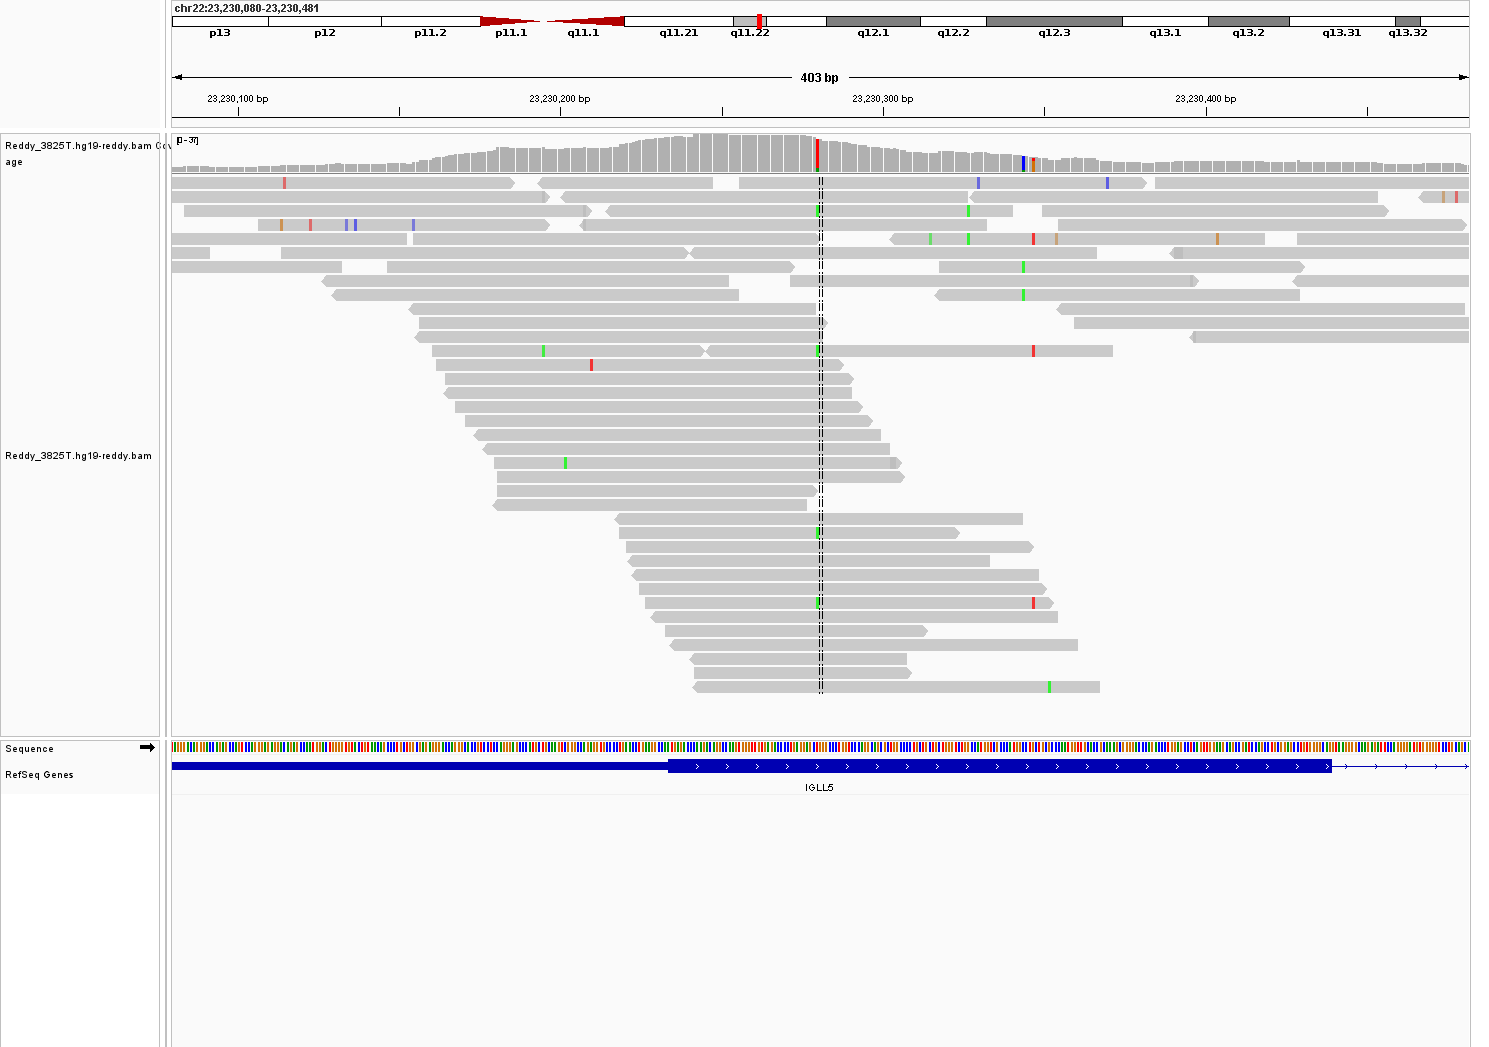 chr22:23,230,080-23,230,481
p13 p12 p11.2 p11.1 q11.1 q11.21 q11.22 q12.1 q12.2 q12.3 q13.1 q13.2 q13.31 q13.32
403 bp
23,230,100 bp 23,230,200 bp 23,230,300 bp 23,230,400 bp
[0 - 37]
Reddy_3825T.hg19-reddy.bam Cov
age
Reddy_3825T.hg19-reddy.bam
Sequence
RefSeq Genes
IGLL5